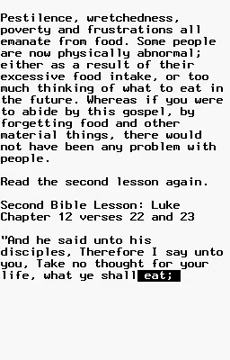 Pestilence, wretchedness,
poverty and frustrations all
emanate from food. Some people
are now physically abnormal;
either as a result of their
excessive food intake, or too
much thinking of what to eat in
the future. Whereas if you were
to abide by this gospel, by
forgetting food and other
material things, there would
not have been any problem with
people.
Read the second lesson again.
Second Bible Lesson: Luke
Chapter 12 verses 22 and 23
"And he said unto his
disciples, Therefore I say unto
you, Take no thought for your
life, what ye shall eat;